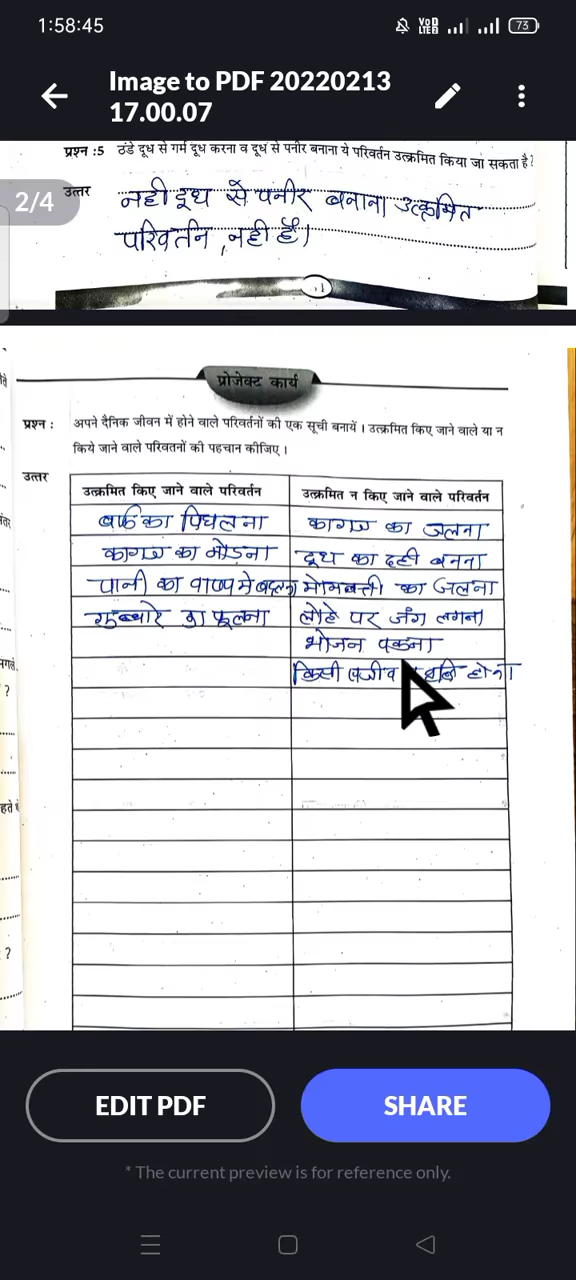 1:58:45
VoD LTE 73
Image to PDF 20220213
17.00.07
प्रश्न :5 ठंडे दूध से गर्म दूध करना व दूध से पनीर बनाना ये परिवर्तन उत्क्रमित किया जा सकता है?
2/4
उत्तर नही दूध से पनीर बनाना उत्क्रमित
परिवर्तन नही है।
प्रोजेक्ट कार्य
प्रश्न : अपने दैनिक जीवन में होने वाले परिवर्तनों की एक सूची बनायें । उत्क्रमित किए जाने वाले या न
किये जाने वाले परिवतनों की पहचान कीजिए ।
उत्तर
उत्क्रमित किए जाने वाले परिवर्तन उत्क्रमित न किए जाने वाले परिवर्तन
बर्फ का पिघलना कागज का जलना
कागज का मोडना दूध का दही बनना
पानी का वाष्प मे बदलना मोमबत्ती का जलना
गुब्बारे का फूलना लोहे पर जंग लगना
भोजन पकना
किसी होना
EDIT PDF SHARE
* The current preview is for reference only.